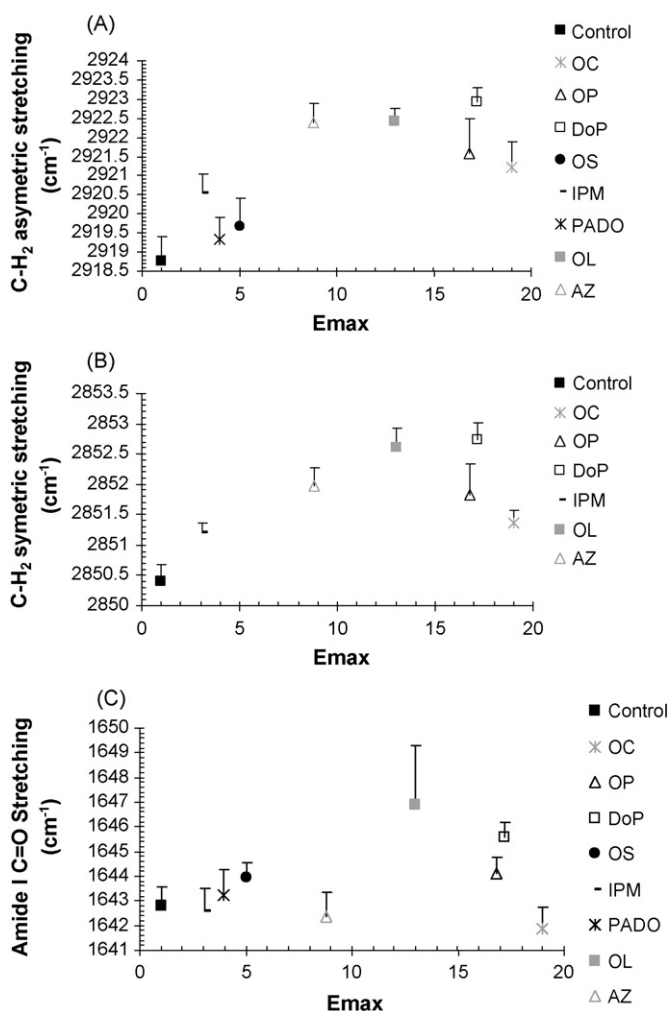 (A)
C-H2 asymetric stretching
(cm-1)
2924
2923.5
2923
2922.5
2922
2921.5
2921
2920.5
2920
2919.5
2919
2918.5
0 5 10 15 20
Emax
Control
OC
OP
DoP
OS
IPM
PADO
OL
AZ
(B)
C-H2 symetric stretching
(cm-1)
2853.5
2853
2852.5
2852
2851.5
2851
2850.5
2850
0 5 10 15 20
Emax
Control
OC
OP
DoP
IPM
OL
AZ
(C)
Amide I C=O Stretching
(cm-1)
1650
1649
1648
1647
1646
1645
1644
1643
1642
1641
0 5 10 15 20
Emax
Control
OC
OP
DoP
OS
IPM
PADO
OL
AZ